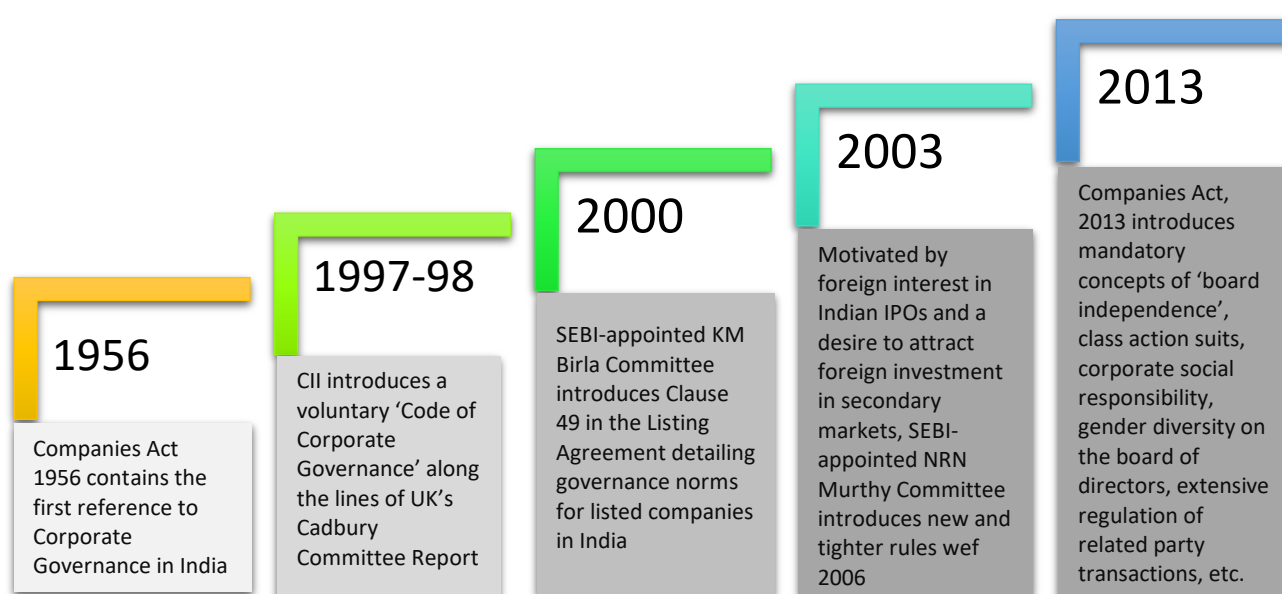 1956
Companies Act
1956 contains the
first reference to
Corporate
Governance in India
1997-98
CII introduces a
voluntary ‘Code of
Corporate
Governance’ along
the lines of UK’s
Cadbury
Committee Report
2000
SEBI-appointed KM
Birla Committee
introduces Clause
49 in the Listing
Agreement detailing
governance norms
for listed companies
in India
2003
Motivated by
foreign interest in
Indian IPOs and a
desire to attract
foreign investment
in secondary
markets, SEBI-
appointed NRN
Murthy Committee
introduces new and
tighter rules wef
2006
2013
Companies Act,
2013 introduces
mandatory
concepts of ‘board
independence’,
class action suits,
corporate social
responsibility,
gender diversity on
the board of
directors, extensive
regulation of
related party
transactions, etc.